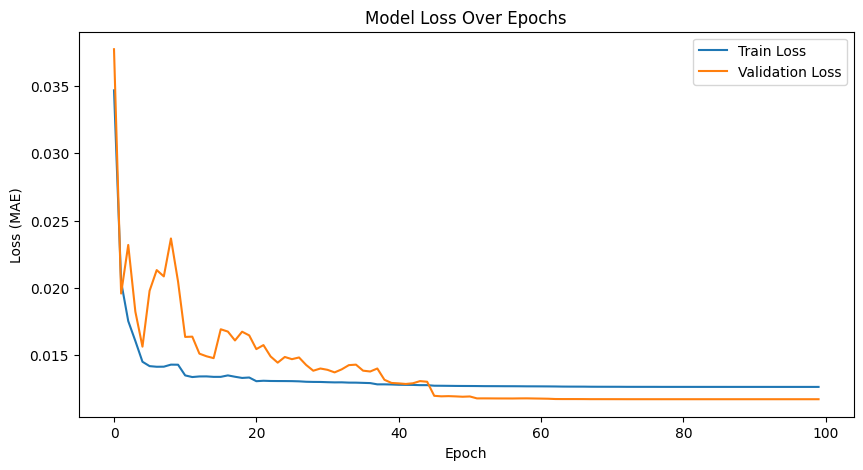 Model Loss Over Epochs
Train Loss
Validation Loss
Loss (MAE)
0.035
0.030
0.025
0.020
0.015
0
20
40
60
80
100
Epoch